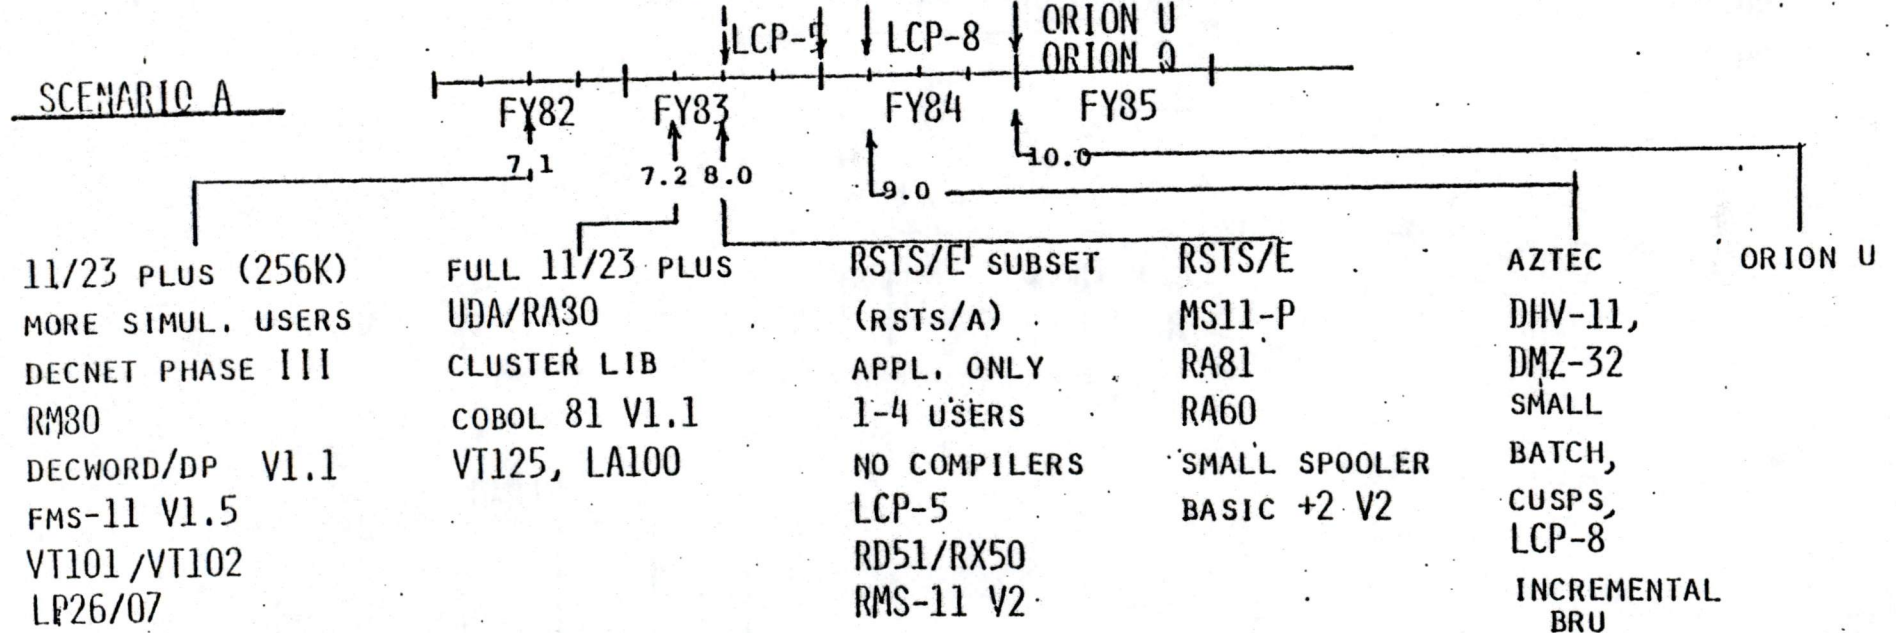 LCP-5 LCP-8 ORION U
ORION Q
SCENARIO A
FY82 FY83 FY84 FY85
7.1 7.2 8.0 9.0 10.0
11/23 PLUS (256K)
MORE SIMUL. USERS
DECNET PHASE III
RM80
DECWORD/DP V1.1
FMS-11 V1.5
VT101/VT102
LP26/07
FULL 11/23 PLUS
UDA/RA80
CLUSTER LIB
COBOL 81 V1.1
VT125, LA100
RSTS/E SUBSET
(RSTS/A)
APPL. ONLY
1-4 USERS
NO COMPILERS
LCP-5
RD51/RX50
RMS-11 V2
RSTS/E
MS11-P
RA81
RA60
SMALL SPOOLER
BASIC +2 V2
AZTEC
DHV-11,
DMZ-32
SMALL
BATCH,
CUSPS,
LCP-8
INCREMENTAL
BRU
ORION U